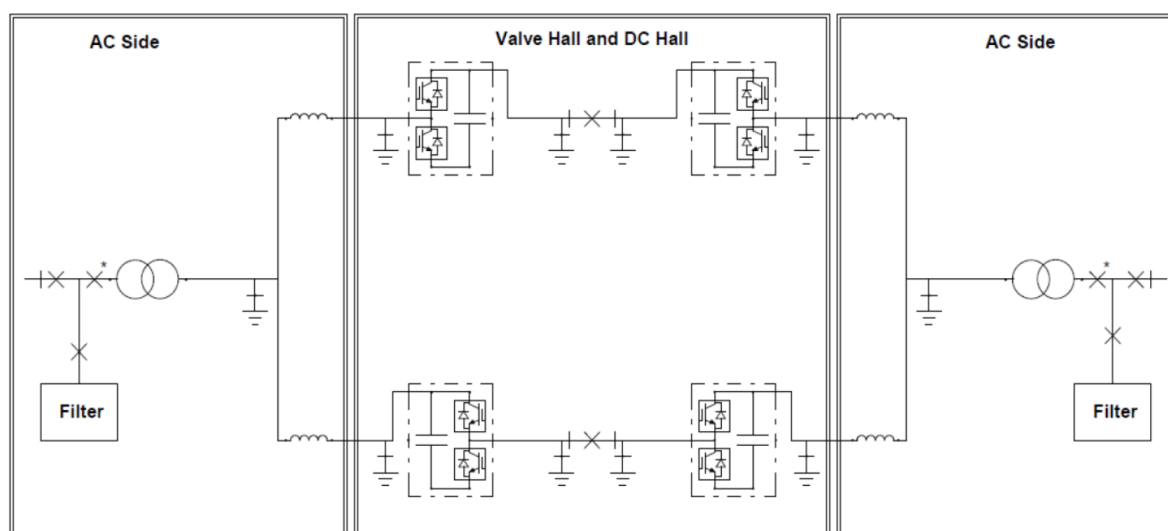 AC Side
Valve Hall and DC Hall
AC Side
*
*
Filter
Filter